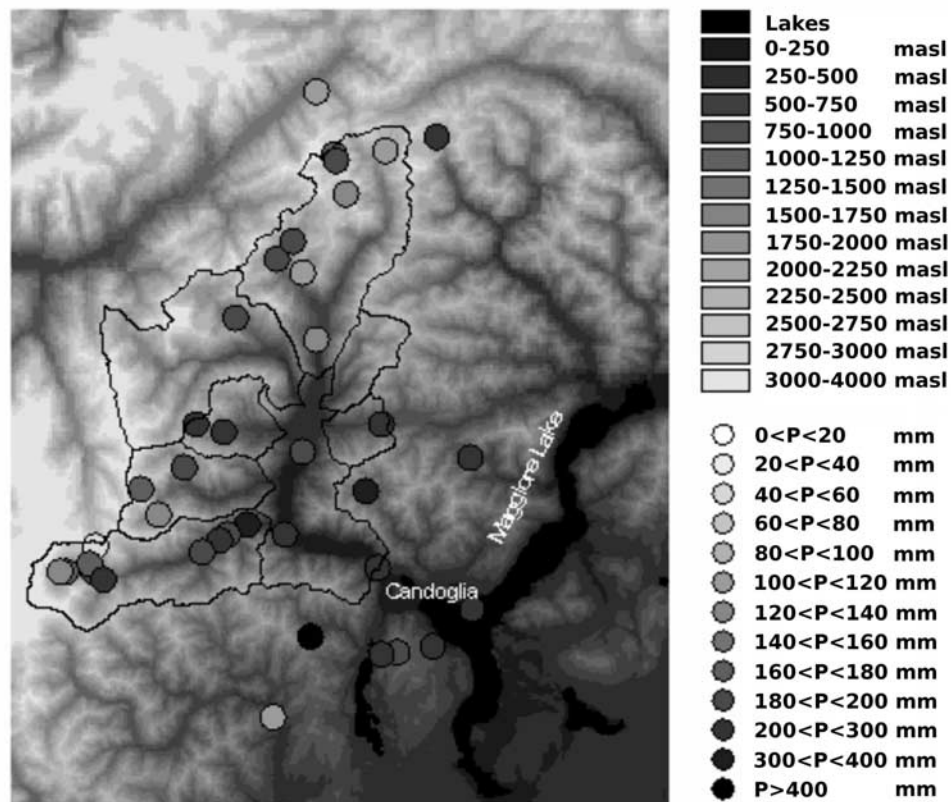 Lakes
0-250 masl
250-500 masl
500-750 masl
750-1000 masl
1000-1250 masl
1250-1500 masl
1500-1750 masl
1750-2000 masl
2000-2250 masl
2250-2500 masl
2500-2750 masl
2750-3000 masl
3000-4000 masl
0<P<20 mm
20<P<40 mm
40<P<60 mm
60<P<80 mm
80<P<100 mm
100<P<120 mm
120<P<140 mm
140<P<160 mm
160<P<180 mm
180<P<200 mm
200<P<300 mm
300<P<400 mm
P>400 mm
Maggiore Lake
Candoglia